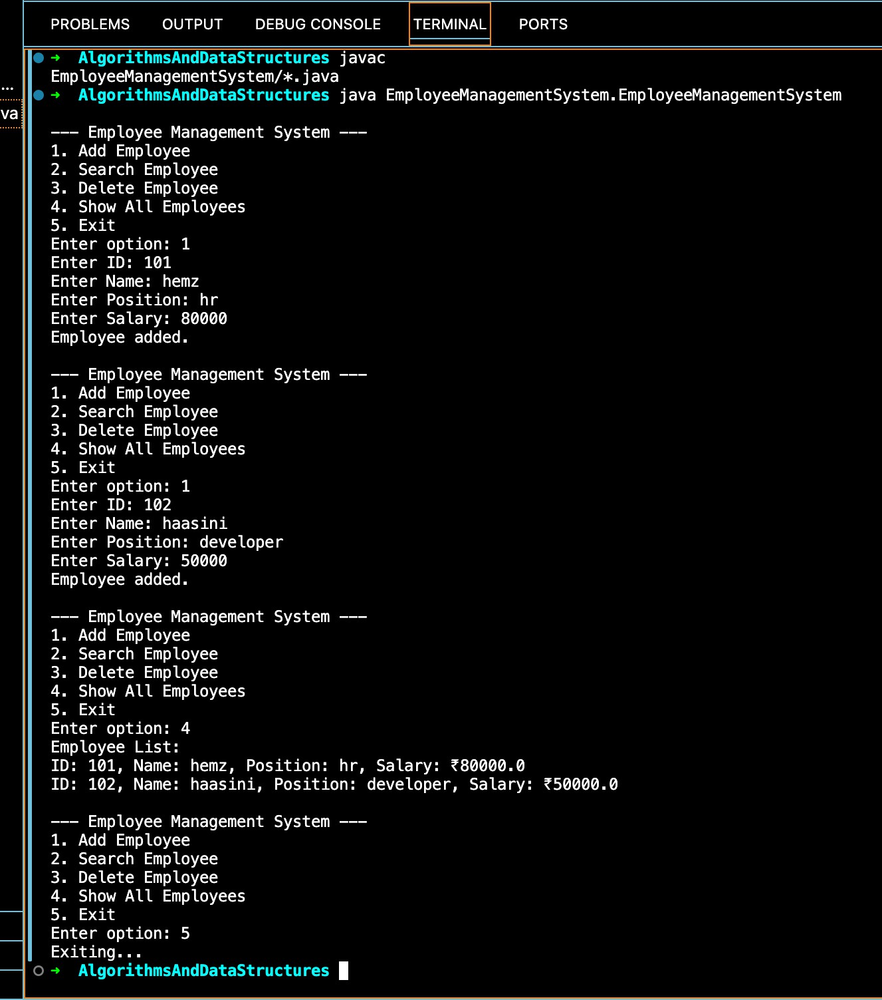 PROBLEMS OUTPUT DEBUG CONSOLE TERMINAL PORTS
➜ AlgorithmsAndDataStructures javac
EmployeeManagementSystem/*.java
...
➜ AlgorithmsAndDataStructures java EmployeeManagementSystem.EmployeeManagementSystem
va
--- Employee Management System ---
1. Add Employee
2. Search Employee
3. Delete Employee
4. Show All Employees
5. Exit
Enter option: 1
Enter ID: 101
Enter Name: hemz
Enter Position: hr
Enter Salary: 80000
Employee added.
--- Employee Management System ---
1. Add Employee
2. Search Employee
3. Delete Employee
4. Show All Employees
5. Exit
Enter option: 1
Enter ID: 102
Enter Name: haasini
Enter Position: developer
Enter Salary: 50000
Employee added.
--- Employee Management System ---
1. Add Employee
2. Search Employee
3. Delete Employee
4. Show All Employees
5. Exit
Enter option: 4
Employee List:
ID: 101, Name: hemz, Position: hr, Salary: ₹80000.0
ID: 102, Name: haasini, Position: developer, Salary: ₹50000.0
--- Employee Management System ---
1. Add Employee
2. Search Employee
3. Delete Employee
4. Show All Employees
5. Exit
Enter option: 5
Exiting...
➜ AlgorithmsAndDataStructures